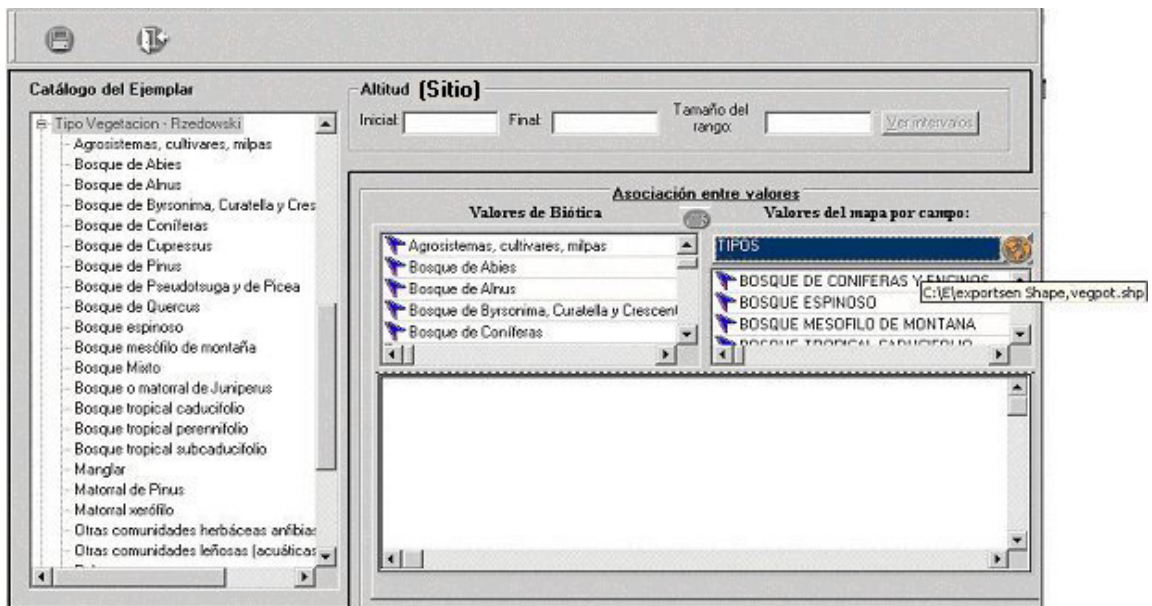 Catálogo del Ejemplar
Tipo Vegetacion - Rzedowski
Agrosistemas, cultivares, milpas
Bosque de Abies
Bosque de Alnus
Bosque de Byrsonima, Curatella y Cres
Bosque de Coníferas
Bosque de Cupressus
Bosque de Pinus
Bosque de Pseudotsuga y de Picea
Bosque de Quercus
Bosque espinoso
Bosque mesófilo de montaña
Bosque Mixto
Bosque o matorral de Juniperus
Bosque tropical caducifolio
Bosque tropical perennifolio
Bosque tropical subcaducifolio
Manglar
Matorral de Pinus
Matorral xerófilo
Otras comunidades herbáceas anfibias
Otras comunidades leñosas (acuáticas
Altitud (Sitio)
Inicial: Final: Tamaño del rango: Ver intervalos
Asociación entre valores
Valores de Biótica
Agrosistemas, cultivares, milpas
Bosque de Abies
Bosque de Alnus
Bosque de Byrsonima, Curatella y Crescent
Bosque de Coníferas
Valores del mapa por campo:
TIPOS
BOSQUE DE CONIFERAS Y ENCINOS
C:\E\exportsen Shape,vegpot.shp
BOSQUE ESPINOSO
BOSQUE MESOFILO DE MONTANA
BOSQUE TROPICAL CADUCIFOLIO